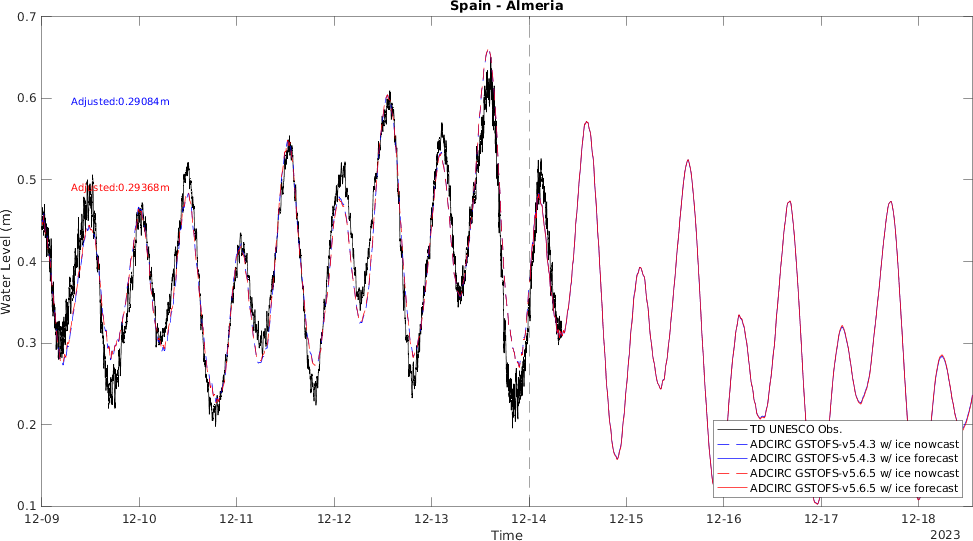 Spain - Almeria
0.7
0.6
0.5
0.4
0.3
0.2
0.1
Water Level (m)
Adjusted:0.29084m
Adjusted:0.29368m
TD UNESCO Obs.
ADCIRC GSTOFS-v5.4.3 w/ ice nowcast
ADCIRC GSTOFS-v5.4.3 w/ ice forecast
ADCIRC GSTOFS-v5.6.5 w/ ice nowcast
ADCIRC GSTOFS-v5.6.5 w/ ice forecast
12-09 12-10 12-11 12-12 12-13 12-14 12-15 12-16 12-17 12-18
Time
2023